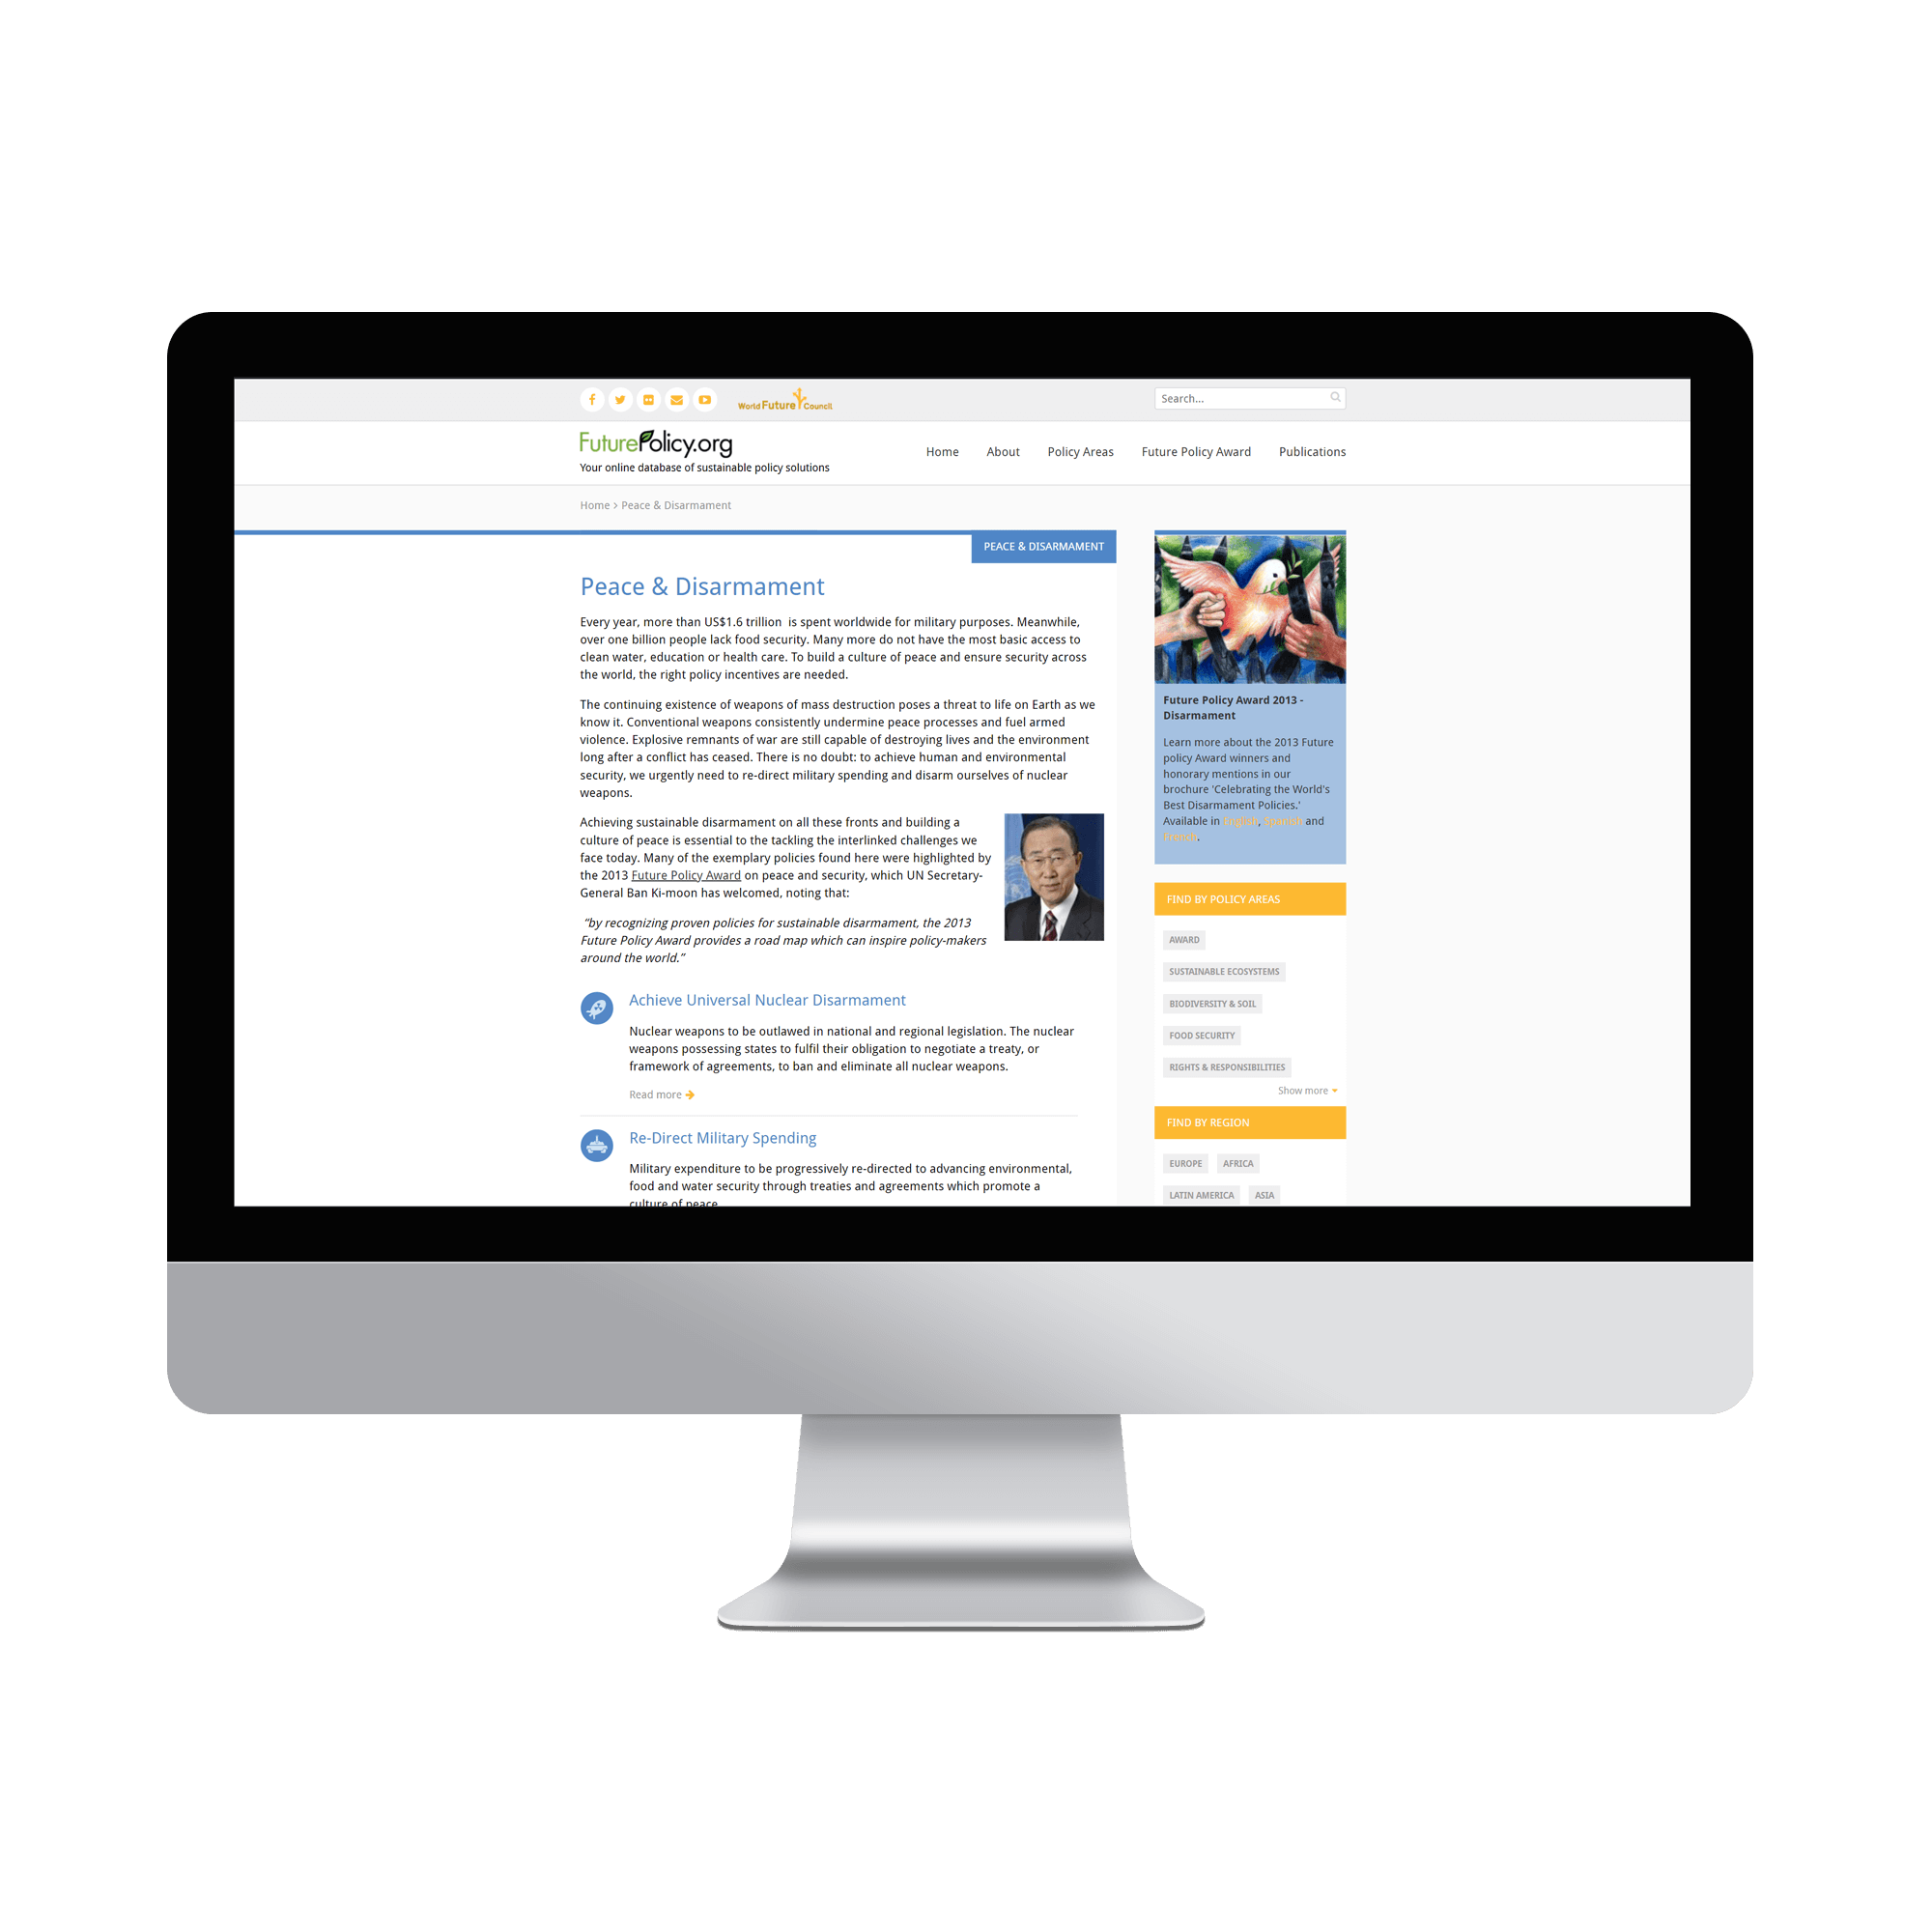 World Future Council
Search...
FuturePolicy.org
Your online database of sustainable policy solutions
Home About Policy Areas Future Policy Award Publications
Home > Peace & Disarmament
PEACE & DISARMAMENT
Peace & Disarmament
Every year, more than US$1.6 trillion is spent worldwide for military purposes. Meanwhile,
over one billion people lack food security. Many more do not have the most basic access to
clean water, education or health care. To build a culture of peace and ensure security across
the world, the right policy incentives are needed.
The continuing existence of weapons of mass destruction poses a threat to life on Earth as we
know it. Conventional weapons consistently undermine peace processes and fuel armed
violence. Explosive remnants of war are still capable of destroying lives and the environment
long after a conflict has ceased. There is no doubt: to achieve human and environmental
security, we urgently need to re-direct military spending and disarm ourselves of nuclear
weapons.
Achieving sustainable disarmament on all these fronts and building a
culture of peace is essential to the tackling the interlinked challenges we
face today. Many of the exemplary policies found here were highlighted by
the 2013 Future Policy Award on peace and security, which UN Secretary-
General Ban Ki-moon has welcomed, noting that:
"by recognizing proven policies for sustainable disarmament, the 2013
Future Policy Award provides a road map which can inspire policy-makers
around the world."
Achieve Universal Nuclear Disarmament
Nuclear weapons to be outlawed in national and regional legislation. The nuclear
weapons possessing states to fulfil their obligation to negotiate a treaty, or
framework of agreements, to ban and eliminate all nuclear weapons.
Read more
Re-Direct Military Spending
Military expenditure to be progressively re-directed to advancing environmental,
food and water security through treaties and agreements which promote a
culture of peace.
Future Policy Award 2013 -
Disarmament
Learn more about the 2013 Future
policy Award winners and
honorary mentions in our
brochure 'Celebrating the World's
Best Disarmament Policies.'
Available in English, Spanish and
French.
FIND BY POLICY AREAS
AWARD
SUSTAINABLE ECOSYSTEMS
BIODIVERSITY & SOIL
FOOD SECURITY
RIGHTS & RESPONSIBILITIES
Show more
FIND BY REGION
EUROPE AFRICA
LATIN AMERICA ASIA